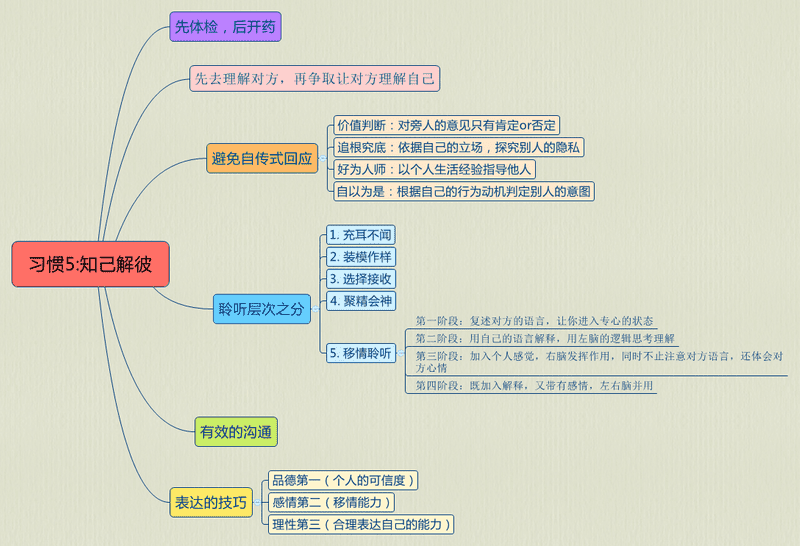 习惯5:知己解彼
先体检，后开药
先去理解对方，再争取让对方理解自己
避免自传式回应
价值判断：对旁人的意见只有肯定or否定
追根究底：依据自己的立场，探究别人的隐私
好为人师：以个人生活经验指导他人
自以为是：根据自己的行为动机判定别人的意图
聆听层次之分
1. 充耳不闻
2. 装模作样
3. 选择接收
4. 聚精会神
5. 移情聆听
第一阶段：复述对方的语言，让你进入专心的状态
第二阶段：用自己的语言解释，用左脑的逻辑思考理解
第三阶段：加入个人感觉，右脑发挥作用，同时不止注意对方语言，还体会对
方心情
第四阶段：既加入解释，又带有感情，左右脑并用
有效的沟通
表达的技巧
品德第一（个人的可信度）
感情第二（移情能力）
理性第三（合理表达自己的能力）